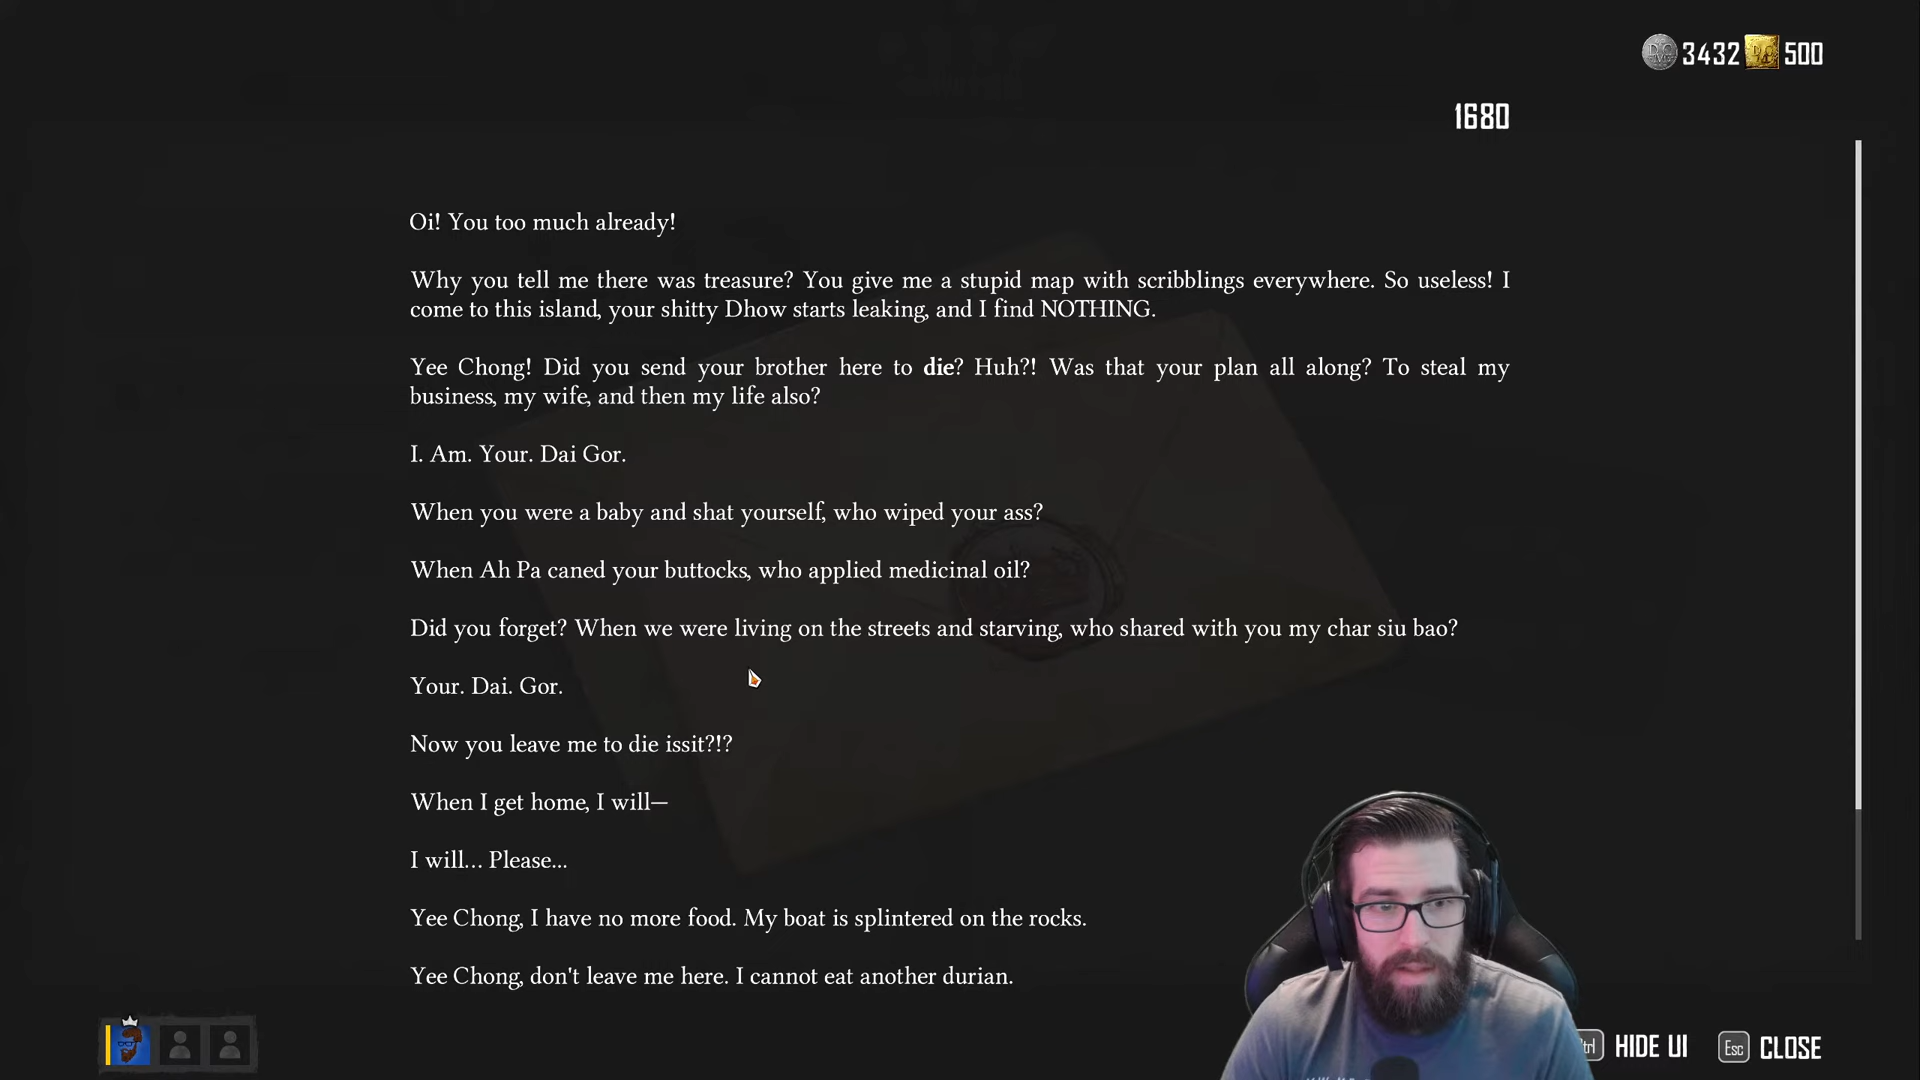 3432 500
1680
Oi! You too much already!
Why you tell me there was treasure? You give me a stupid map with scribblings everywhere. So useless! I
come to this island, your shitty Dhow starts leaking, and I find NOTHING.
Yee Chong! Did you send your brother here to die? Huh?! Was that your plan all along? To steal my
business, my wife, and then my life also?
I. Am. Your. Dai Gor.
When you were a baby and shat yourself, who wiped your ass?
When Ah Pa caned your buttocks, who applied medicinal oil?
Did you forget? When we were living on the streets and starving, who shared with you my char siu bao?
Your. Dai. Gor.
Now you leave me to die issit?!?
When I get home, I will—
I will... Please...
Yee Chong, I have no more food. My boat is splintered on the rocks.
Yee Chong, don't leave me here. I cannot eat another durian.
trl HIDE UI Esc CLOSE